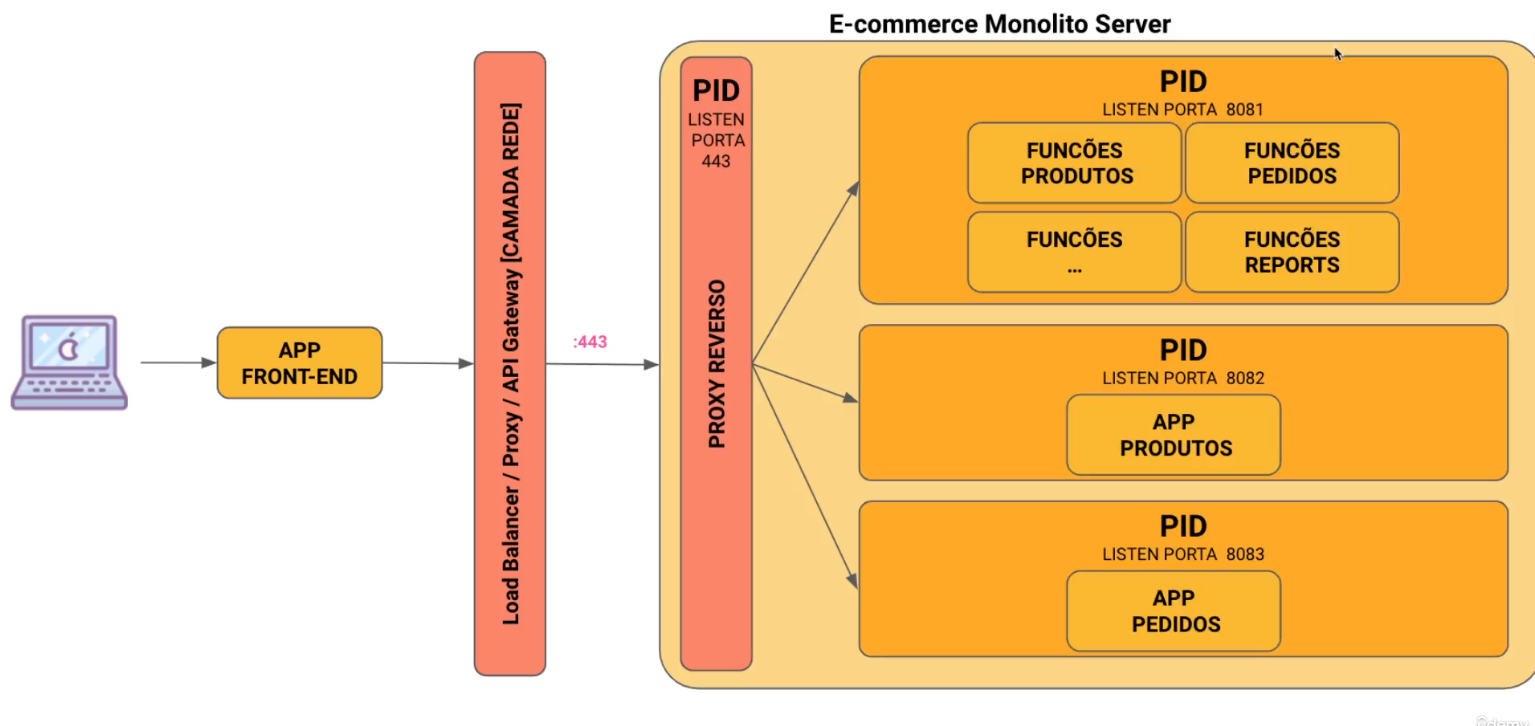 E-commerce Monolito Server
APP
FRONT-END
Load Balancer / Proxy / API Gateway [CAMADA REDE]
:443
PID
LISTEN
PORTA
443
PROXY REVERSO
PID
LISTEN PORTA 8081
FUNCÕES
PRODUTOS
FUNCÕES
PEDIDOS
FUNCÕES
...
FUNCÕES
REPORTS
PID
LISTEN PORTA 8082
APP
PRODUTOS
PID
LISTEN PORTA 8083
APP
PEDIDOS